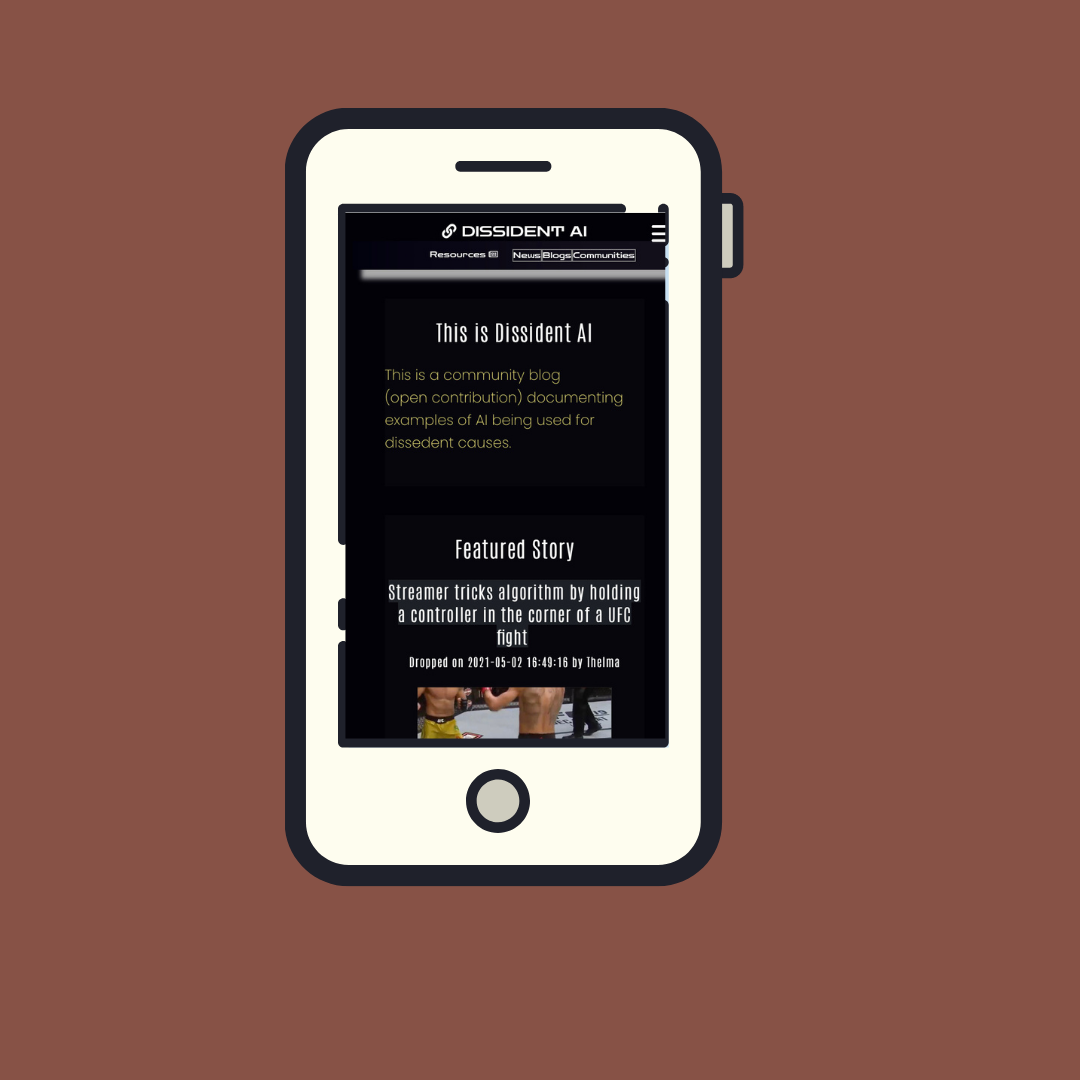 DISSIDENT AI
Resources News Blogs Communities
This is Dissident AI
This is a community blog
(open contribution) documenting
examples of AI being used for
dissedent causes.
Featured Story
Streamer tricks algorithm by holding
a controller in the corner of a UFC
fight
Dropped on 2021-05-02 16:49:16 by Thelma